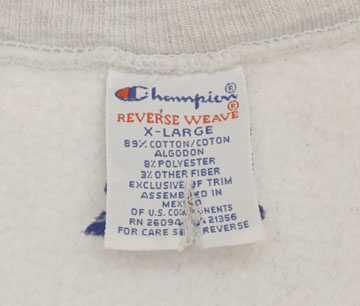 Champion®
REVERSE WEAVE®
X-LARGE
89% COTTON/COTON
ALGODON
8% POLYESTER
3% OTHER FIBER
EXCLUSIVE OF TRIM
ASSEMBLED IN
MEXICO
OF U.S. COMPONENTS
RN 26094 21356
FOR CARE SEE REVERSE